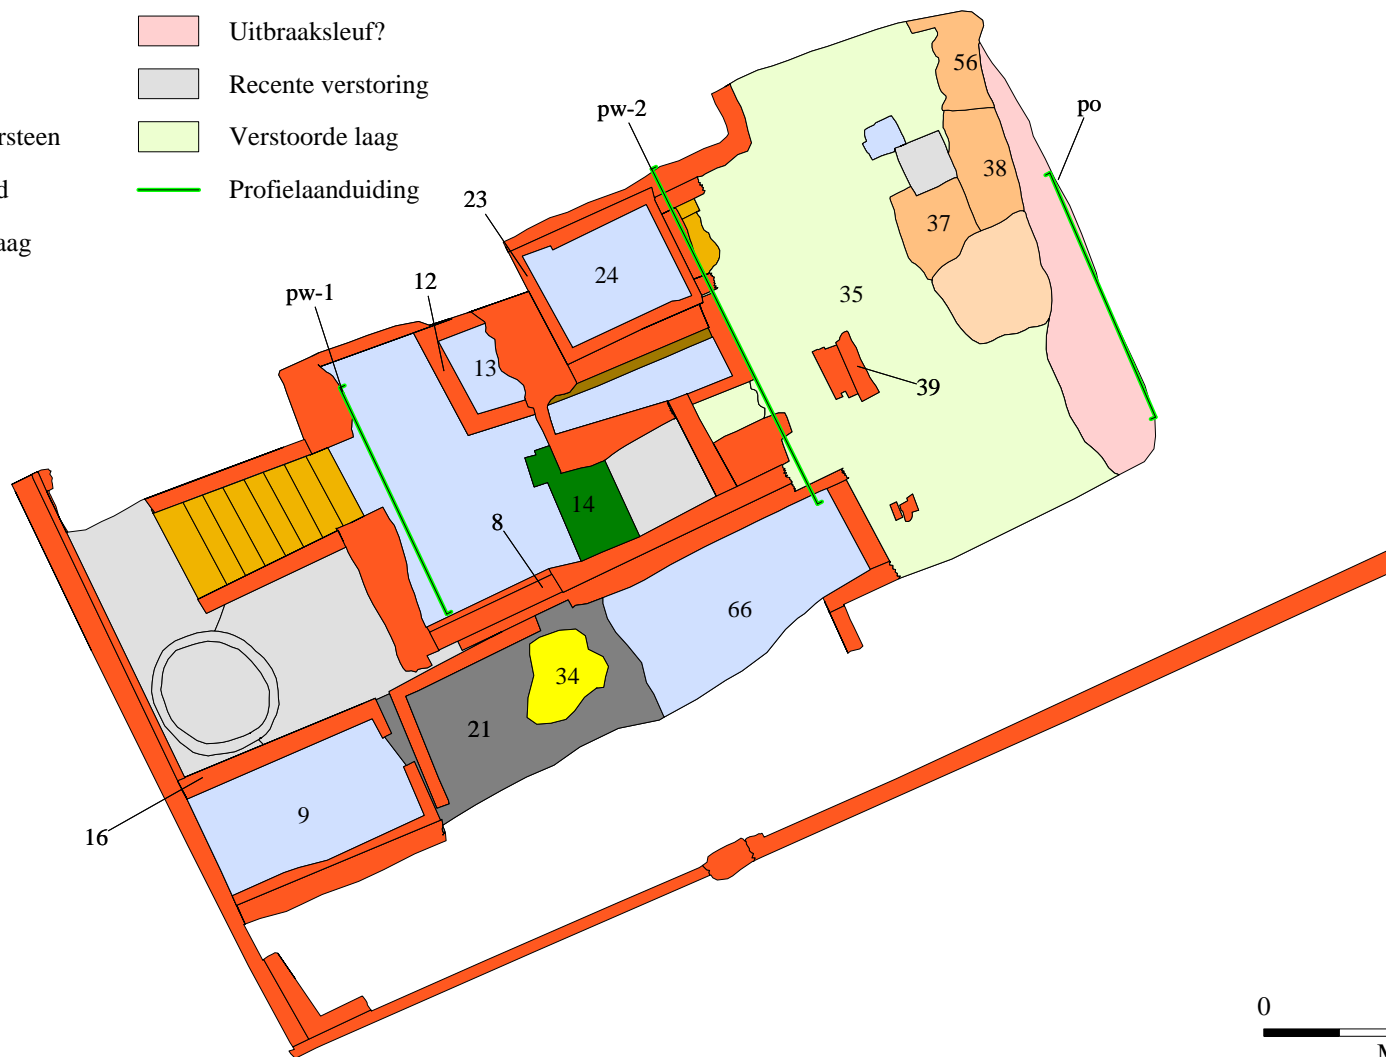 Uitbraaksleuf?
Recente verstoring
rsteen
Verstoorde laag
d
Profielaanduiding
aag
56
po
pw-2
38
23
37
24
12
35
pw-1
13
39
14
8
66
34
21
9
16
0
M